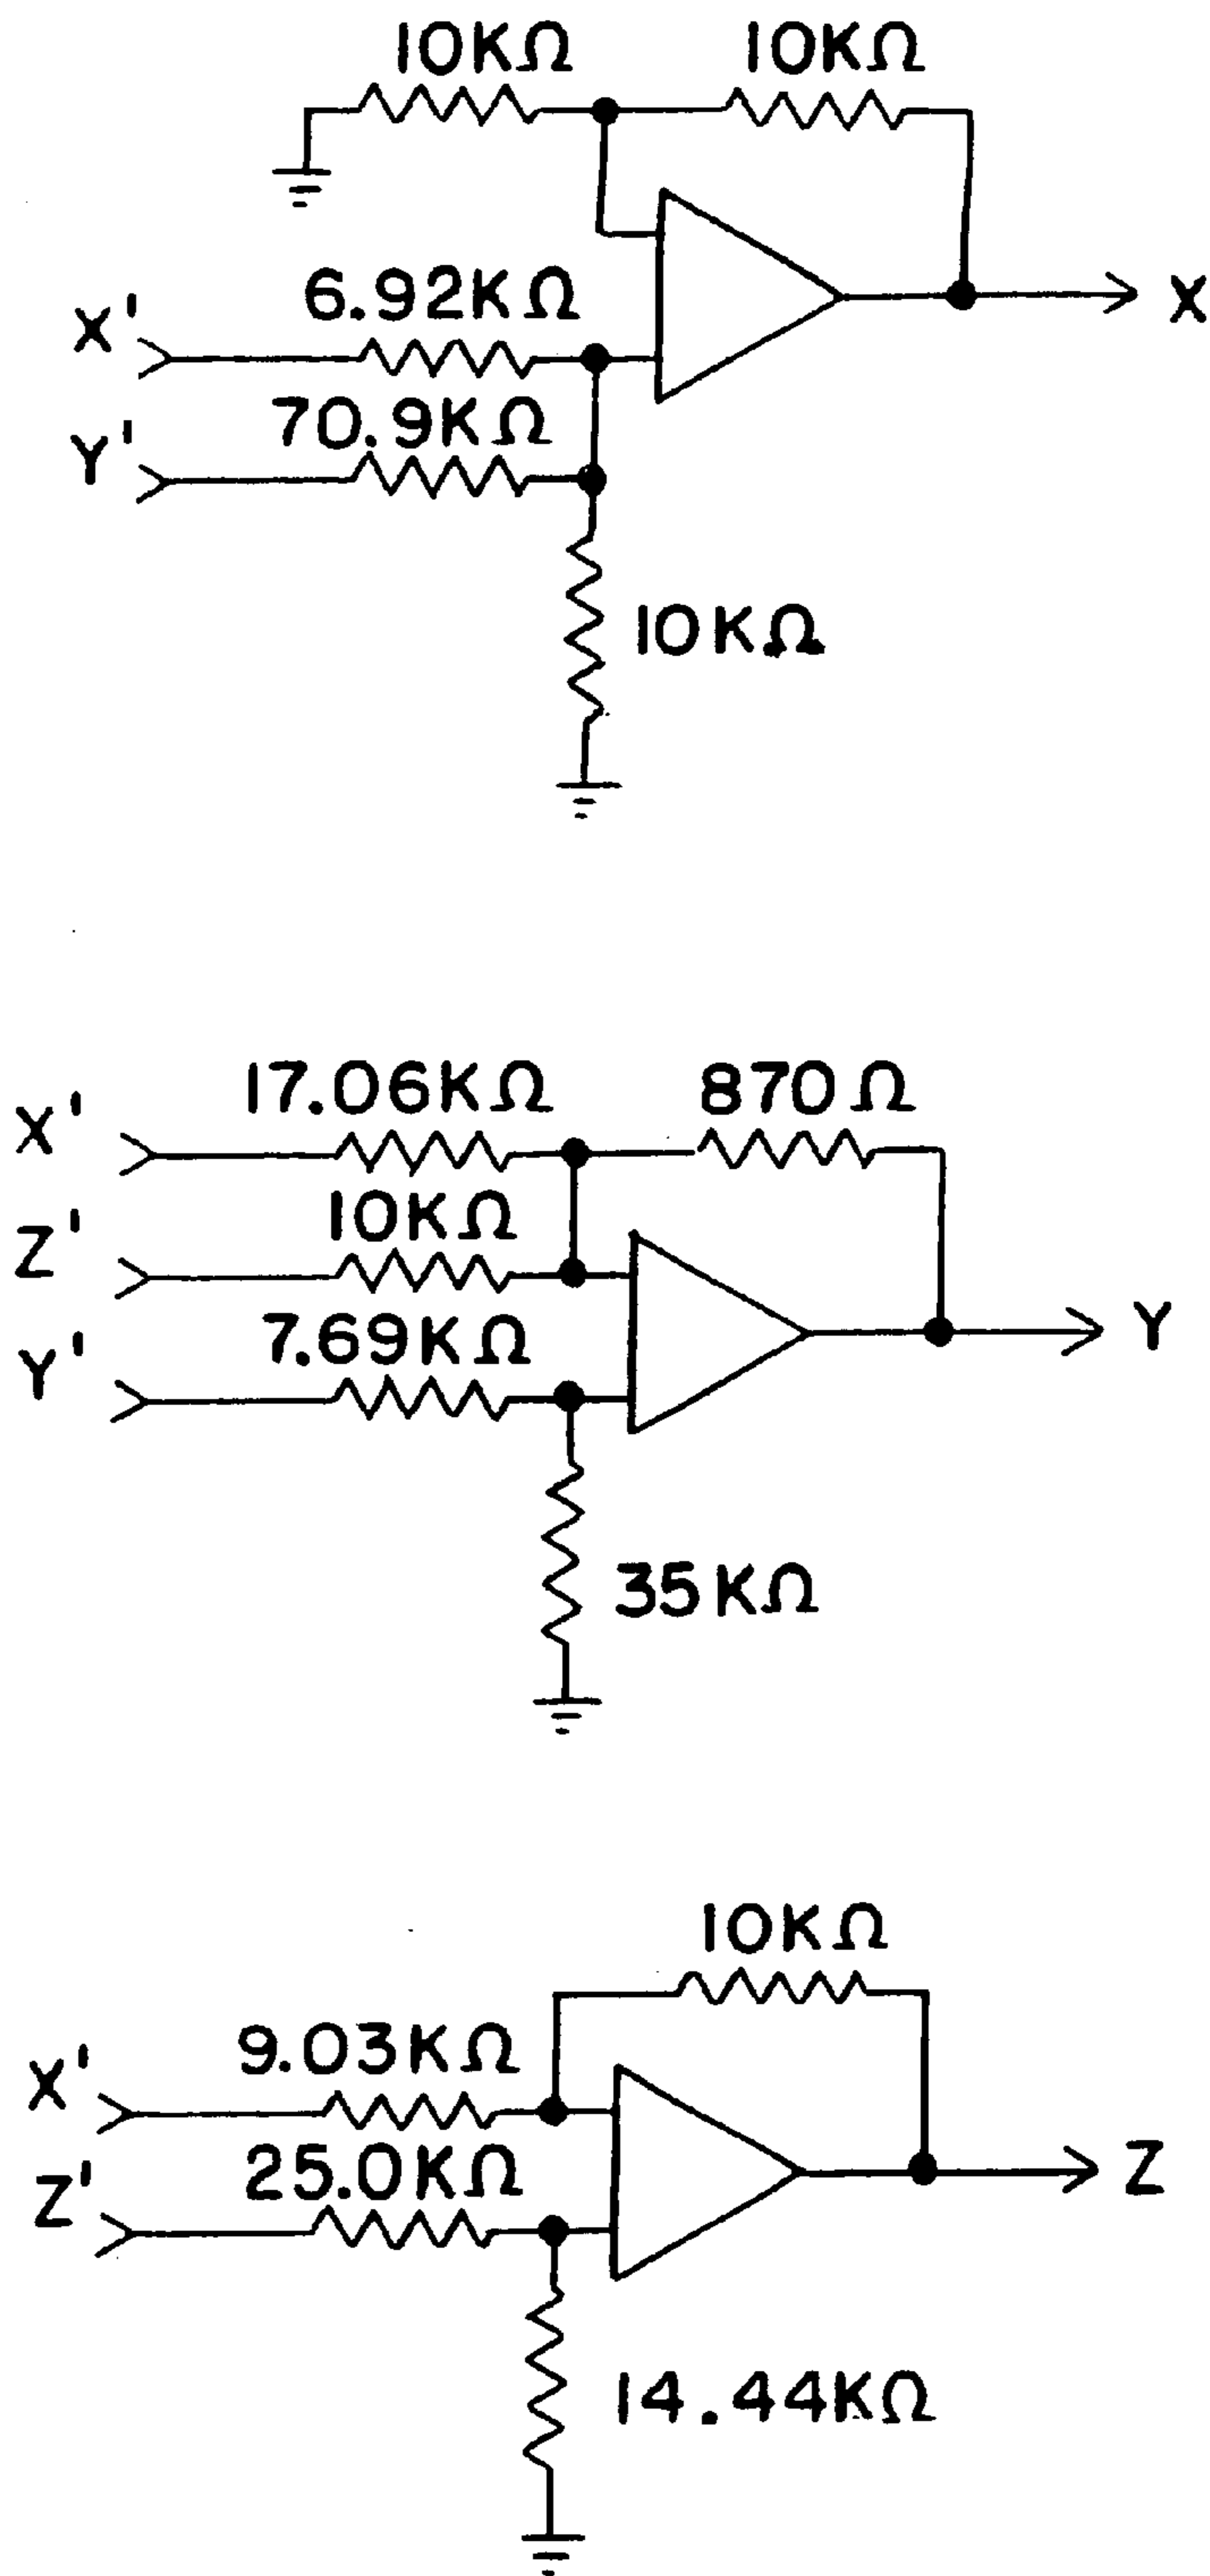 10KΩ 10KΩ
X' 6.92KΩ X
Y' 70.9KΩ
10KΩ
X' 17.06KΩ 870Ω
Z' 10KΩ
Y' 7.69KΩ Y
35KΩ
10KΩ
X' 9.03KΩ
Z' 25.0KΩ Z
14.44KΩ